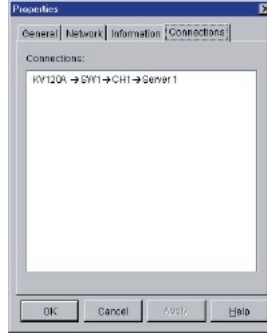 Properties
General Network Information Connections
Connections:
KV120A → SW1 → CH1 → Server 1
OK Cancel Apply Help